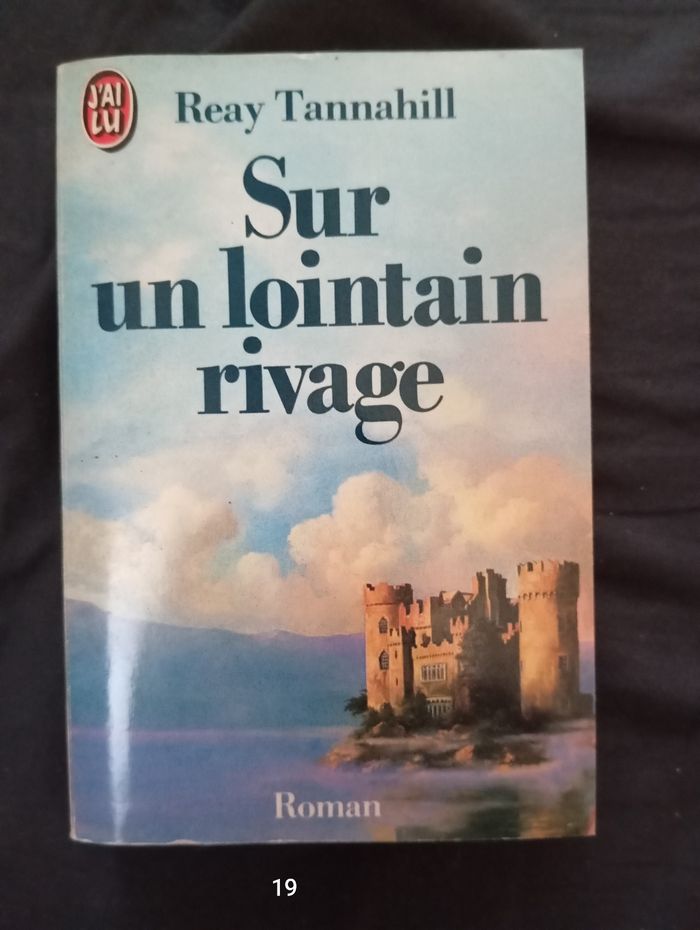 J'AI
LU
Reay Tannahill
Sur
un lointain
rivage
Roman
19